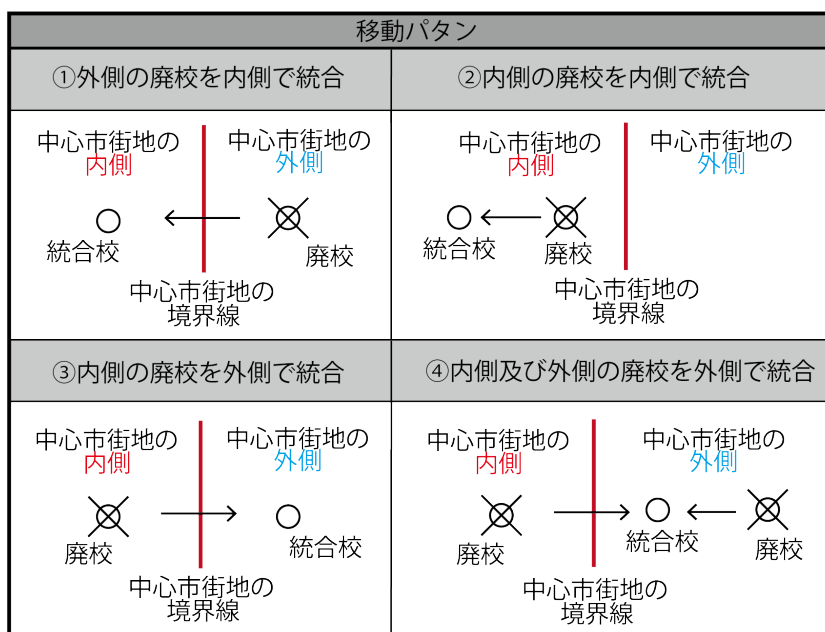 移動パタン
①外側の廃校を内側で統合
中心市街地の
内側
中心市街地の
外側
統合校
廃校
中心市街地の
境界線
②内側の廃校を内側で統合
中心市街地の
内側
中心市街地の
外側
統合校
廃校
中心市街地の
境界線
③内側の廃校を外側で統合
中心市街地の
内側
中心市街地の
外側
廃校
統合校
中心市街地の
境界線
④内側及び外側の廃校を外側で統合
中心市街地の
内側
中心市街地の
外側
廃校
統合校
廃校
中心市街地の
境界線